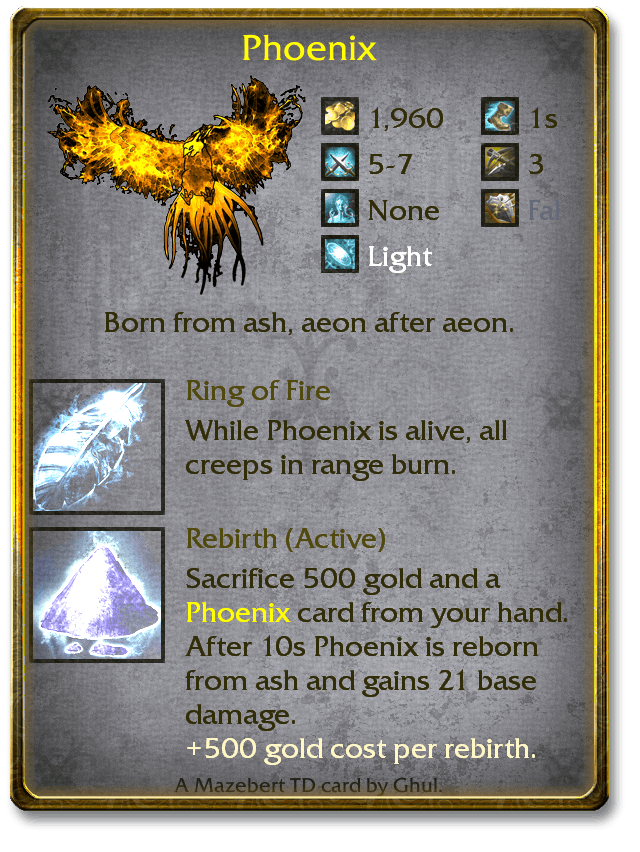 Phoenix
1,960 1s
5-7 3
None Fal
Light
Born from ash, aeon after aeon.
Ring of Fire
While Phoenix is alive, all
creeps in range burn.
Rebirth (Active)
Sacrifice 500 gold and a
Phoenix card from your hand.
After 10s Phoenix is reborn
from ash and gains 21 base
damage.
+500 gold cost per rebirth.
A Mazebert TD card by Ghul.